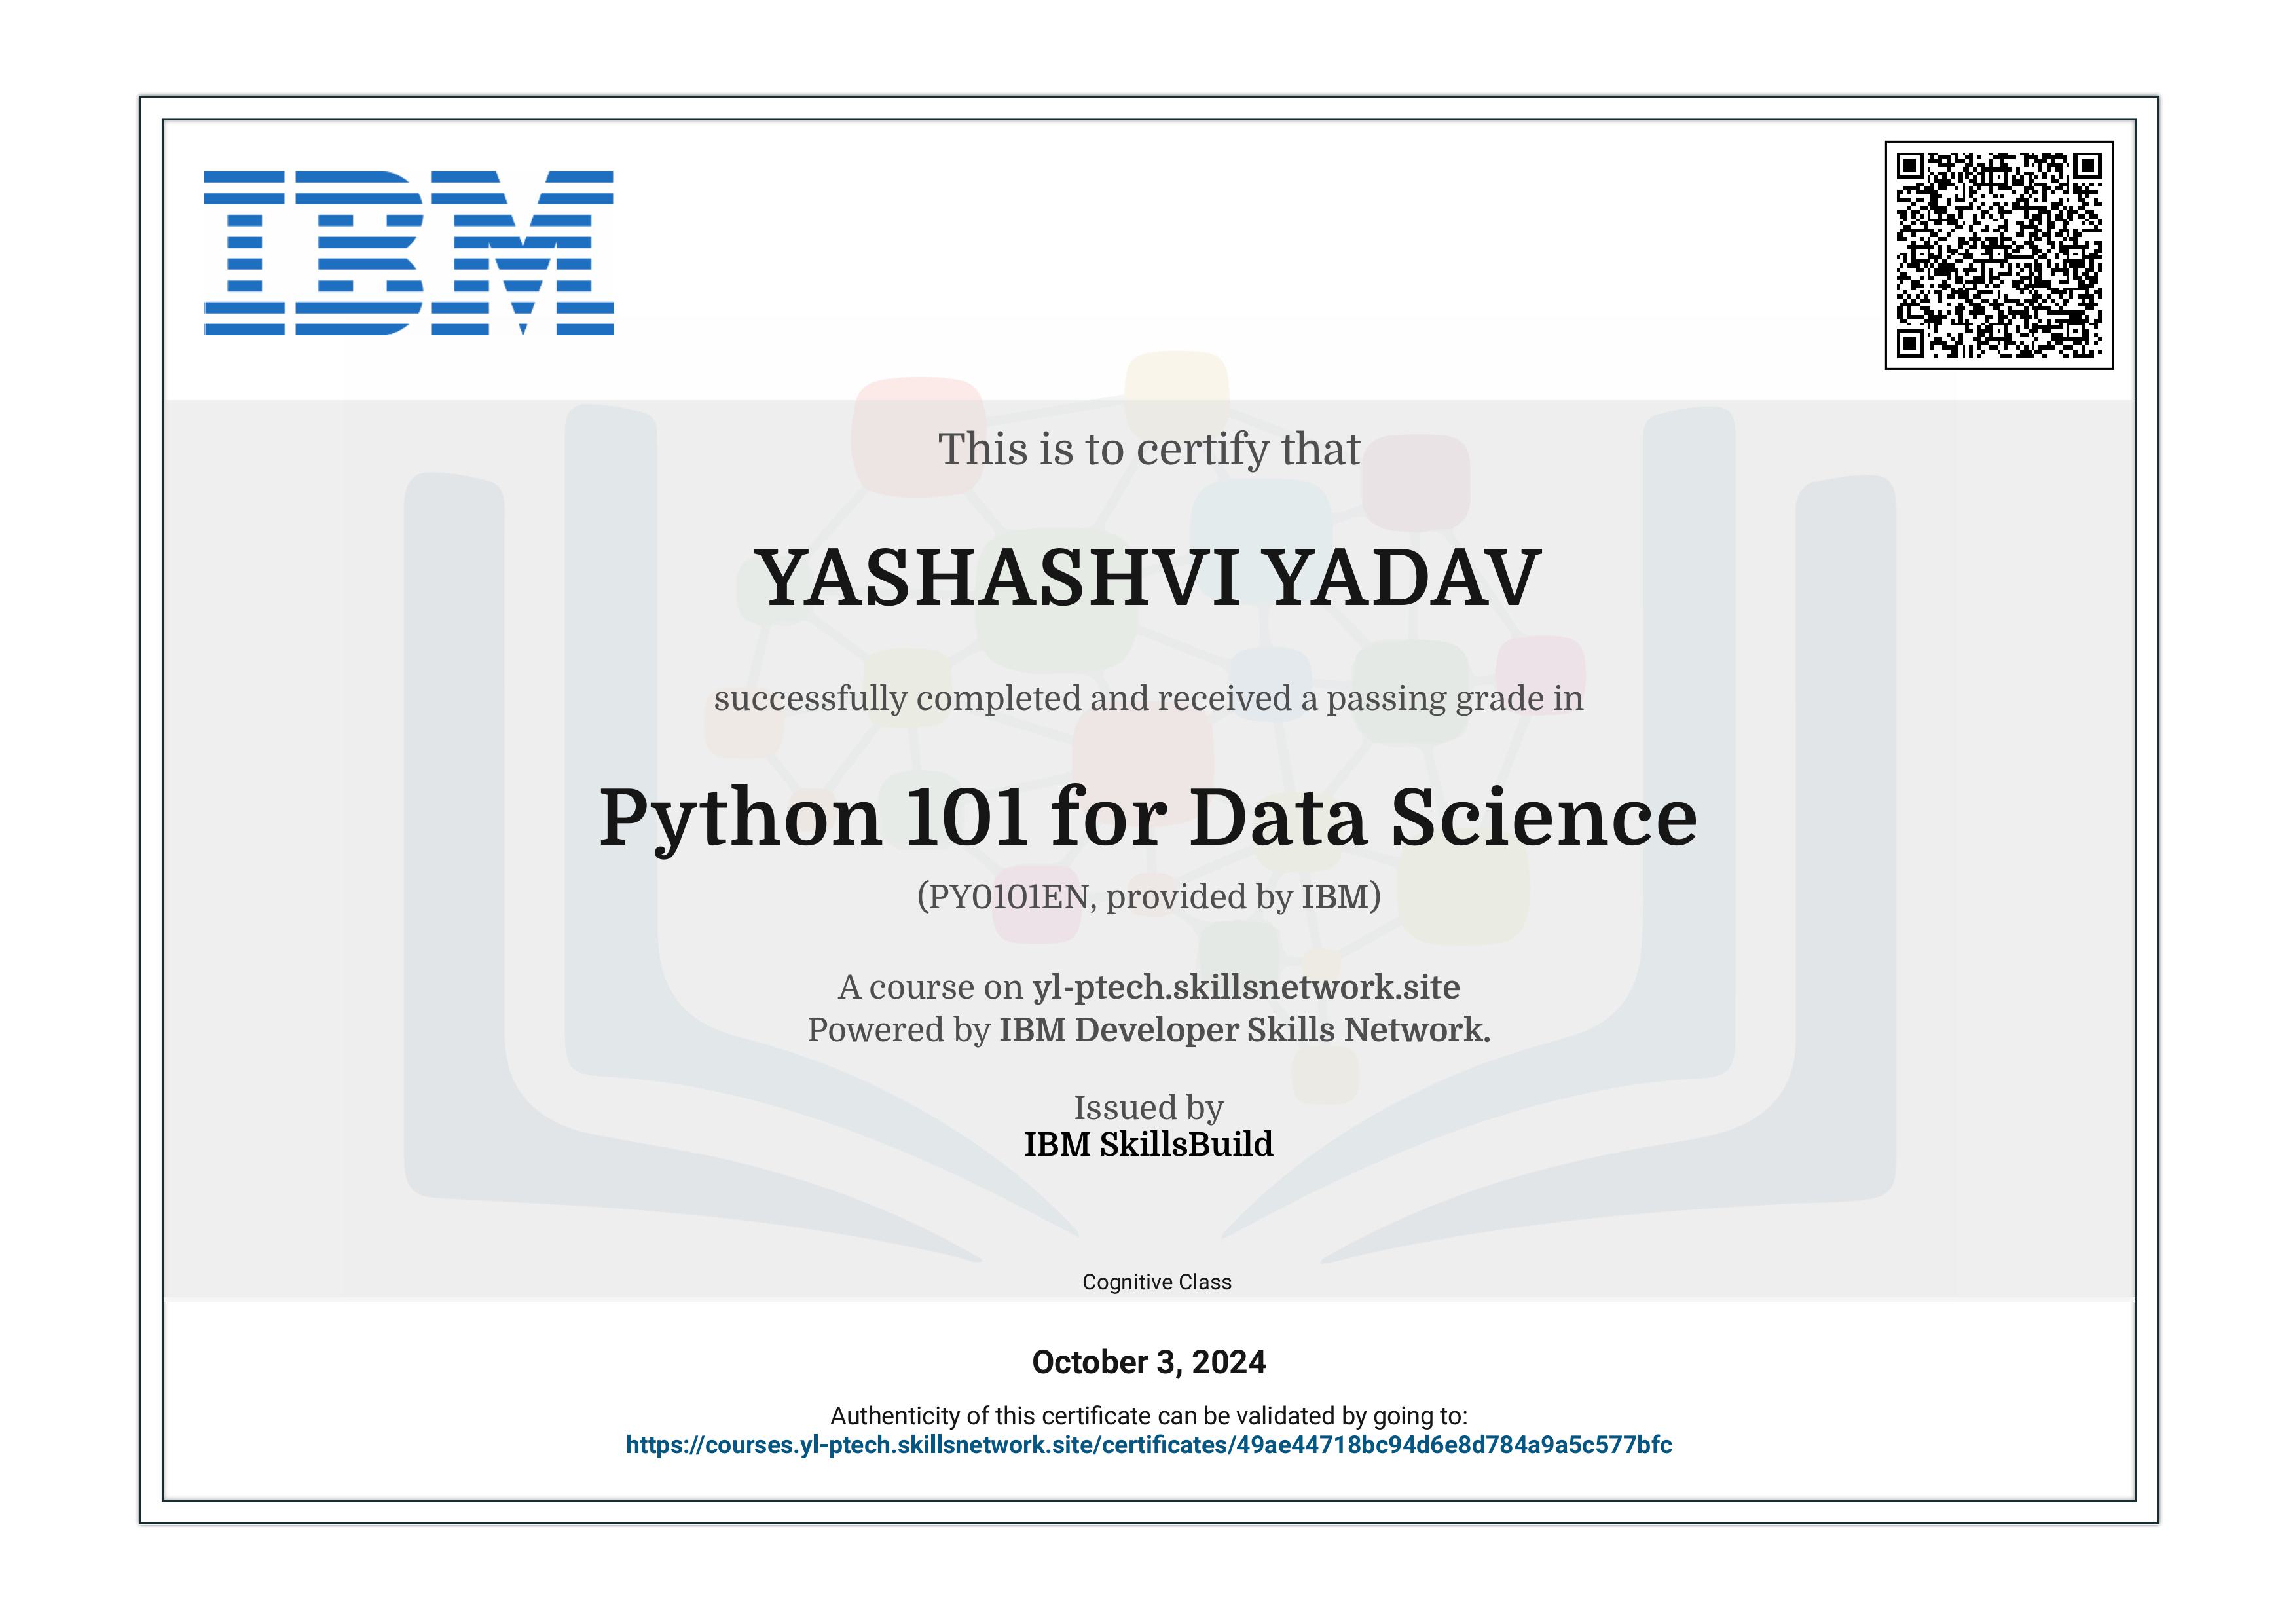 IBM
This is to certify that
YASHASHVI YADAV
successfully completed and received a passing grade in
Python 101 for Data Science
(PY0101EN, provided by IBM)
A course on yl-ptech.skillsnetwork.site
Powered by IBM Developer Skills Network.
Issued by
IBM SkillsBuild
Cognitive Class
October 3, 2024
Authenticity of this certificate can be validated by going to:
https://courses.yl-ptech.skillsnetwork.site/certificates/49ae44718bc94d6e8d784a9a5c577bfc